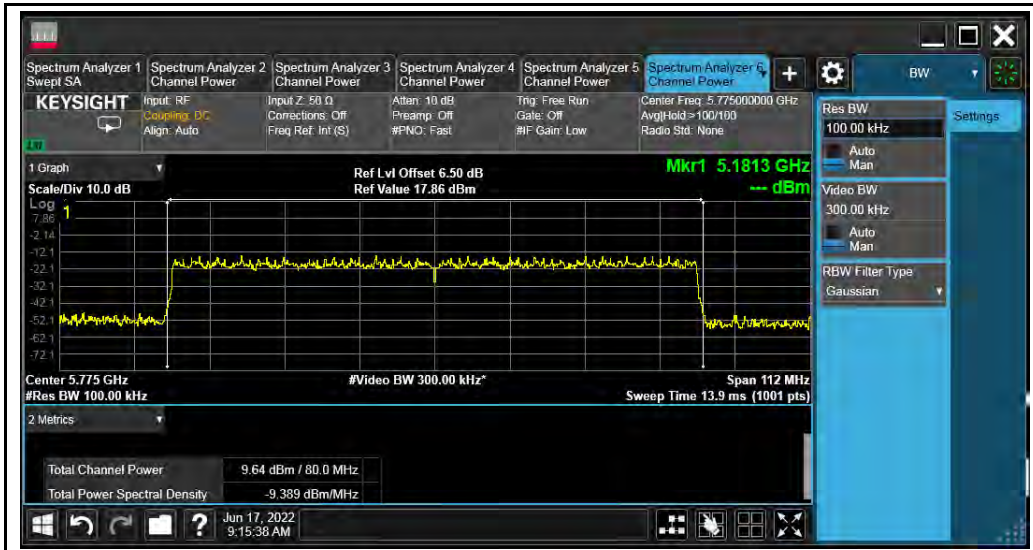 Spectrum Analyzer 1
Swept SA
Spectrum Analyzer 2
Channel Power
Spectrum Analyzer 3
Channel Power
Spectrum Analyzer 4
Channel Power
Spectrum Analyzer 5
Channel Power
Spectrum Analyzer 6
Channel Power
+
BW
KEYSIGHT
Input: RF
Coupling: DC
Align: Auto
Input Z: 50 Ω
Corrections: Off
Freq Ref: Int (S)
Atten: 10 dB
Preamp: Off
#PNO: Fast
Trig: Free Run
Gate: Off
#IF Gain: Low
Center Freq: 5.775000000 GHz
Avg|Hold:>100/100
Radio Std: None
1 Graph
Scale/Div 10.0 dB
Ref Lvl Offset 6.50 dB
Ref Value 17.86 dBm
Mkr1 5.1813 GHz
--- dBm
Log
1
7.86
-2.14
-12.1
-22.1
-32.1
-42.1
-52.1
-62.1
-72.1
Center 5.775 GHz
#Res BW 100.00 kHz
#Video BW 300.00 kHz*
Span 112 MHz
Sweep Time 13.9 ms (1001 pts)
2 Metrics
Total Channel Power 9.64 dBm / 80.0 MHz
Total Power Spectral Density -9.389 dBm/MHz
Res BW
100.00 kHz
Auto
Man
Video BW
300.00 kHz
Auto
Man
RBW Filter Type
Gaussian
Settings
?
Jun 17, 2022
9:15:38 AM